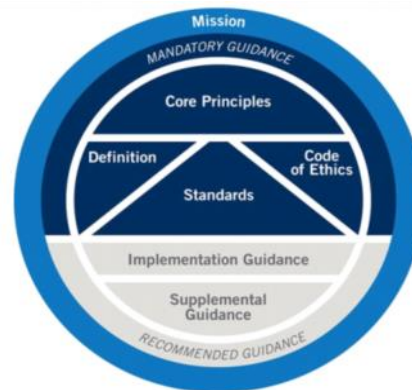 Mission
MANDATORY GUIDANCE
Core Principles
Definition
Code
of Ethics
Standards
Implementation Guidance
Supplemental
Guidance
RECOMMENDED GUIDANCE